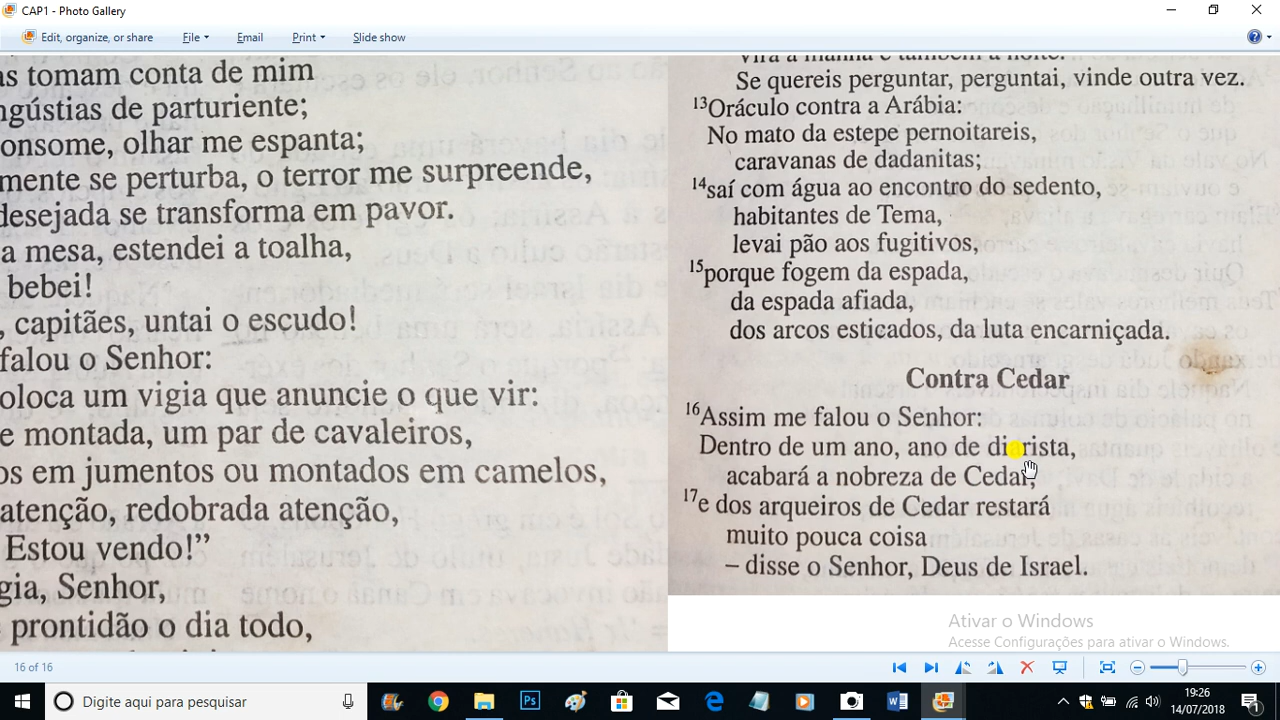 CAP1 - Photo Gallery
Edit, organize, or share File Email Print Slide show
as tomam conta de mim
ngústias de parturiente;
onsome, olhar me espanta;
mente se perturba, o terror me surpreende,
desejada se transforma em pavor.
a mesa, estendei a toalha,
bebei!
capitães, untai o escudo!
falou o Senhor:
oloca um vigia que anuncie o que vir:
e montada, um par de cavaleiros,
os em jumentos ou montados em camelos,
atenção, redobrada atenção,
Estou vendo!”
gia, Senhor,
prontidão o dia todo,
Virá a manhã e também a noite.
Se quereis perguntar, perguntai, vinde outra vez.
13Oráculo contra a Arábia:
No mato da estepe pernoitareis,
caravanas de dadanitas;
14saí com água ao encontro do sedento,
habitantes de Tema,
levai pão aos fugitivos,
15porque fogem da espada,
da espada afiada,
dos arcos esticados, da luta encarniçada.
Contra Cedar
16Assim me falou o Senhor:
Dentro de um ano, ano de diarista,
acabará a nobreza de Cedar,
17e dos arqueiros de Cedar restará
muito pouca coisa
– disse o Senhor, Deus de Israel.
Ativar o Windows
Acesse Configurações para ativar o Windows.
16 of 16
Digite aqui para pesquisar
19:26
14/07/2018
1